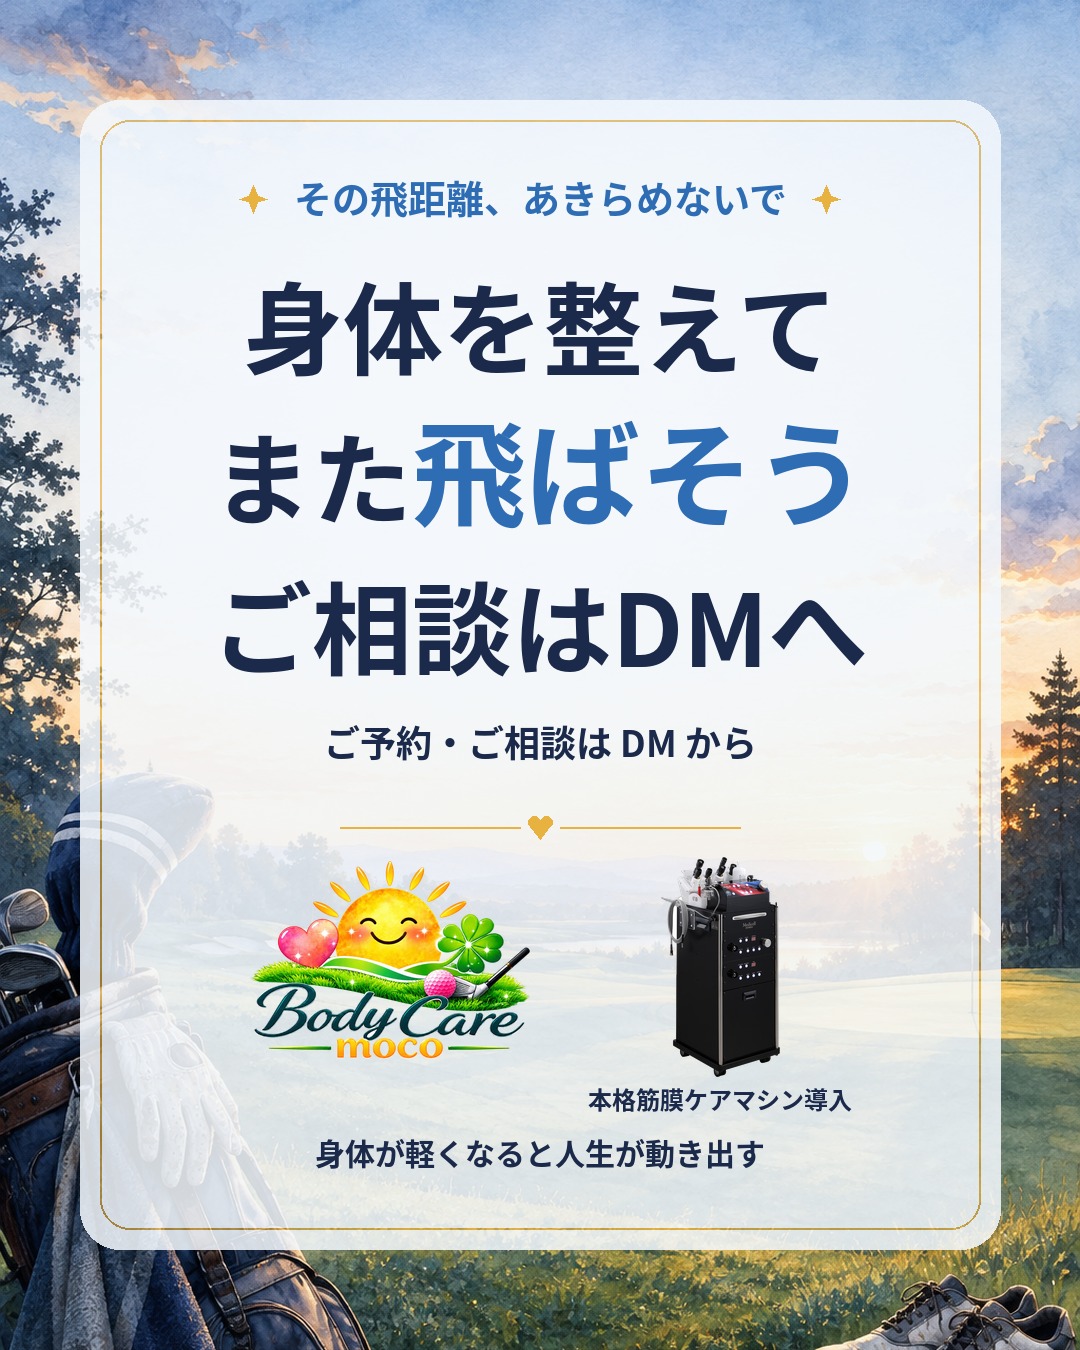 その飛距離、あきらめないで
身体を整えて
また飛ばそう
ご相談はDMへ
ご予約・ご相談は DM から
Body Care
moco
本格筋膜ケアマシン導入
身体が軽くなると人生が動き出す